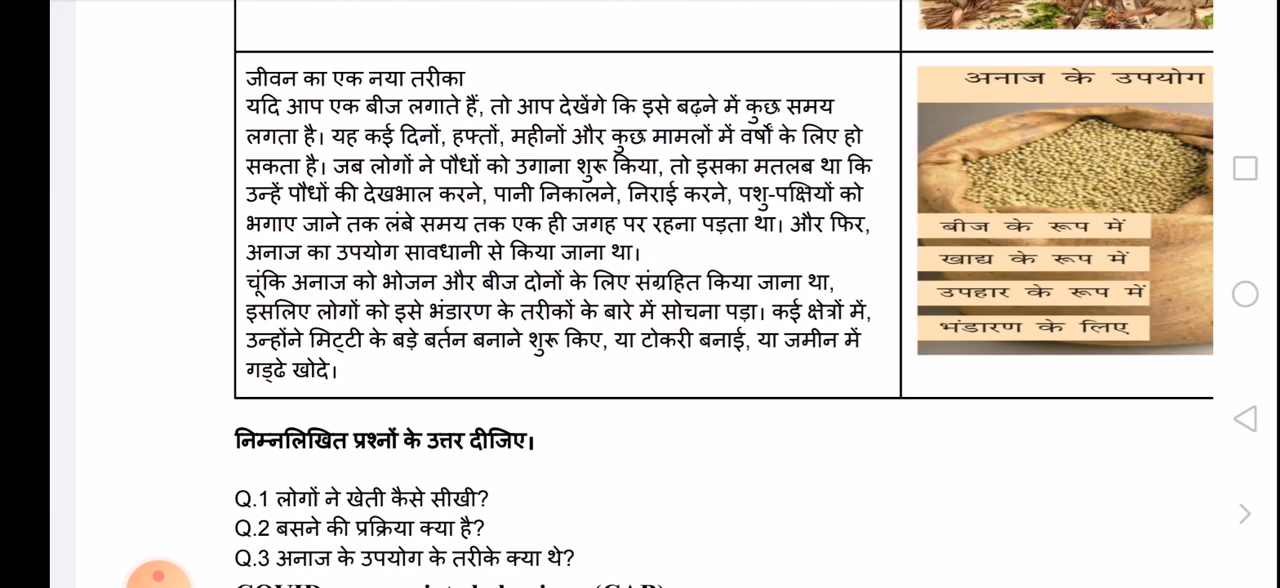 जीवन का एक नया तरीका
यदि आप एक बीज लगाते हैं, तो आप देखेंगे कि इसे बढ़ने में कुछ समय
लगता है। यह कई दिनों, हफ्तों, महीनों और कुछ मामलों में वर्षों के लिए हो
सकता है। जब लोगों ने पौधों को उगाना शुरू किया, तो इसका मतलब था कि
उन्हें पौधों की देखभाल करने, पानी निकालने, निराई करने, पशु-पक्षियों को
भगाए जाने तक लंबे समय तक एक ही जगह पर रहना पड़ता था। और फिर,
अनाज का उपयोग सावधानी से किया जाना था।
चूंकि अनाज को भोजन और बीज दोनों के लिए संग्रहित किया जाना था,
इसलिए लोगों को इसे भंडारण के तरीकों के बारे में सोचना पड़ा। कई क्षेत्रों में,
उन्होंने मिट्टी के बड़े बर्तन बनाने शुरू किए, या टोकरी बनाई, या जमीन में
गड्ढे खोदे।
अनाज के उपयोग
बीज के रूप में
खाद्य के रूप में
उपहार के रूप में
भंडारण के लिए
निम्नलिखित प्रश्नों के उत्तर दीजिए।
Q.1 लोगों ने खेती कैसे सीखी?
Q.2 बसने की प्रक्रिया क्या है?
Q.3 अनाज के उपयोग के तरीके क्या थे?